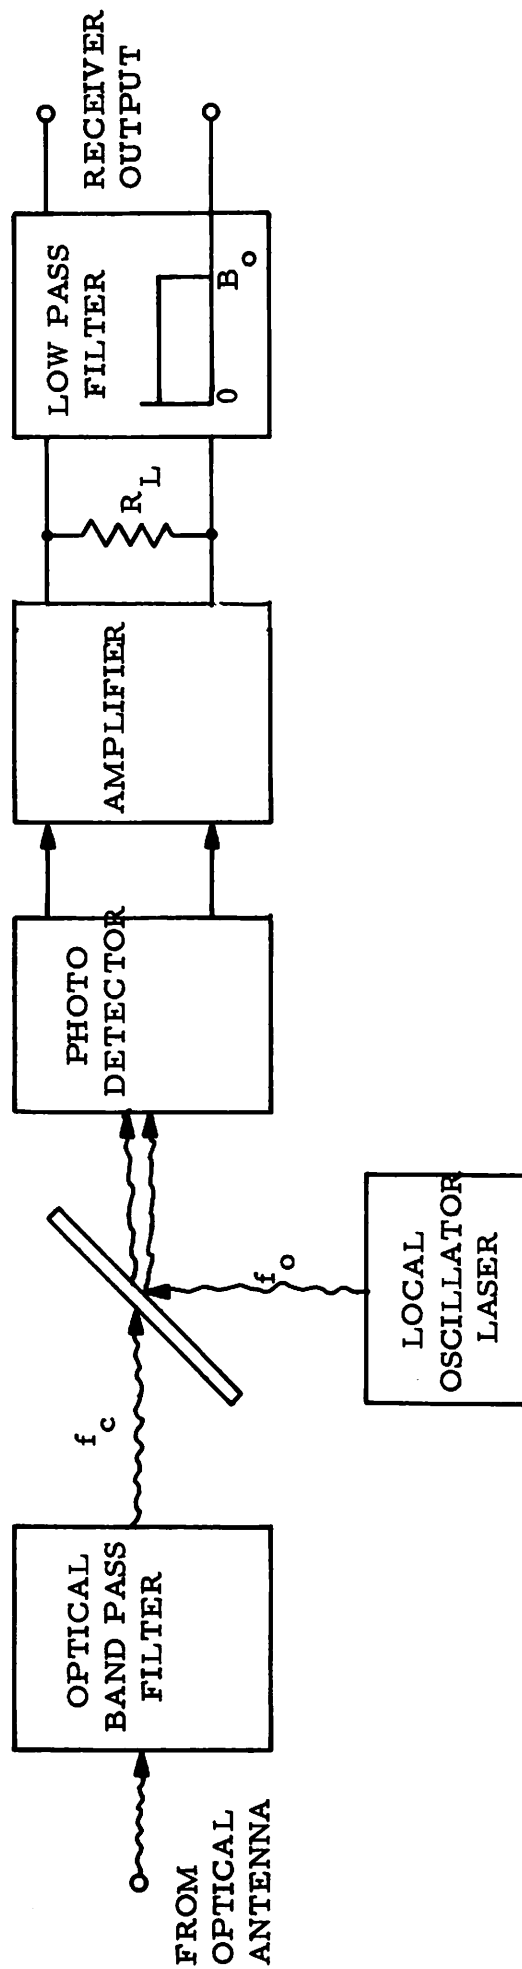 FROM
OPTICAL
ANTENNA
OPTICAL
BAND PASS
FILTER
f c
f o
LOCAL
OSCILLATOR
LASER
PHOTO
DETECTOR
AMPLIFIER
R L
LOW PASS
FILTER
0
B o
RECEIVER
OUTPUT